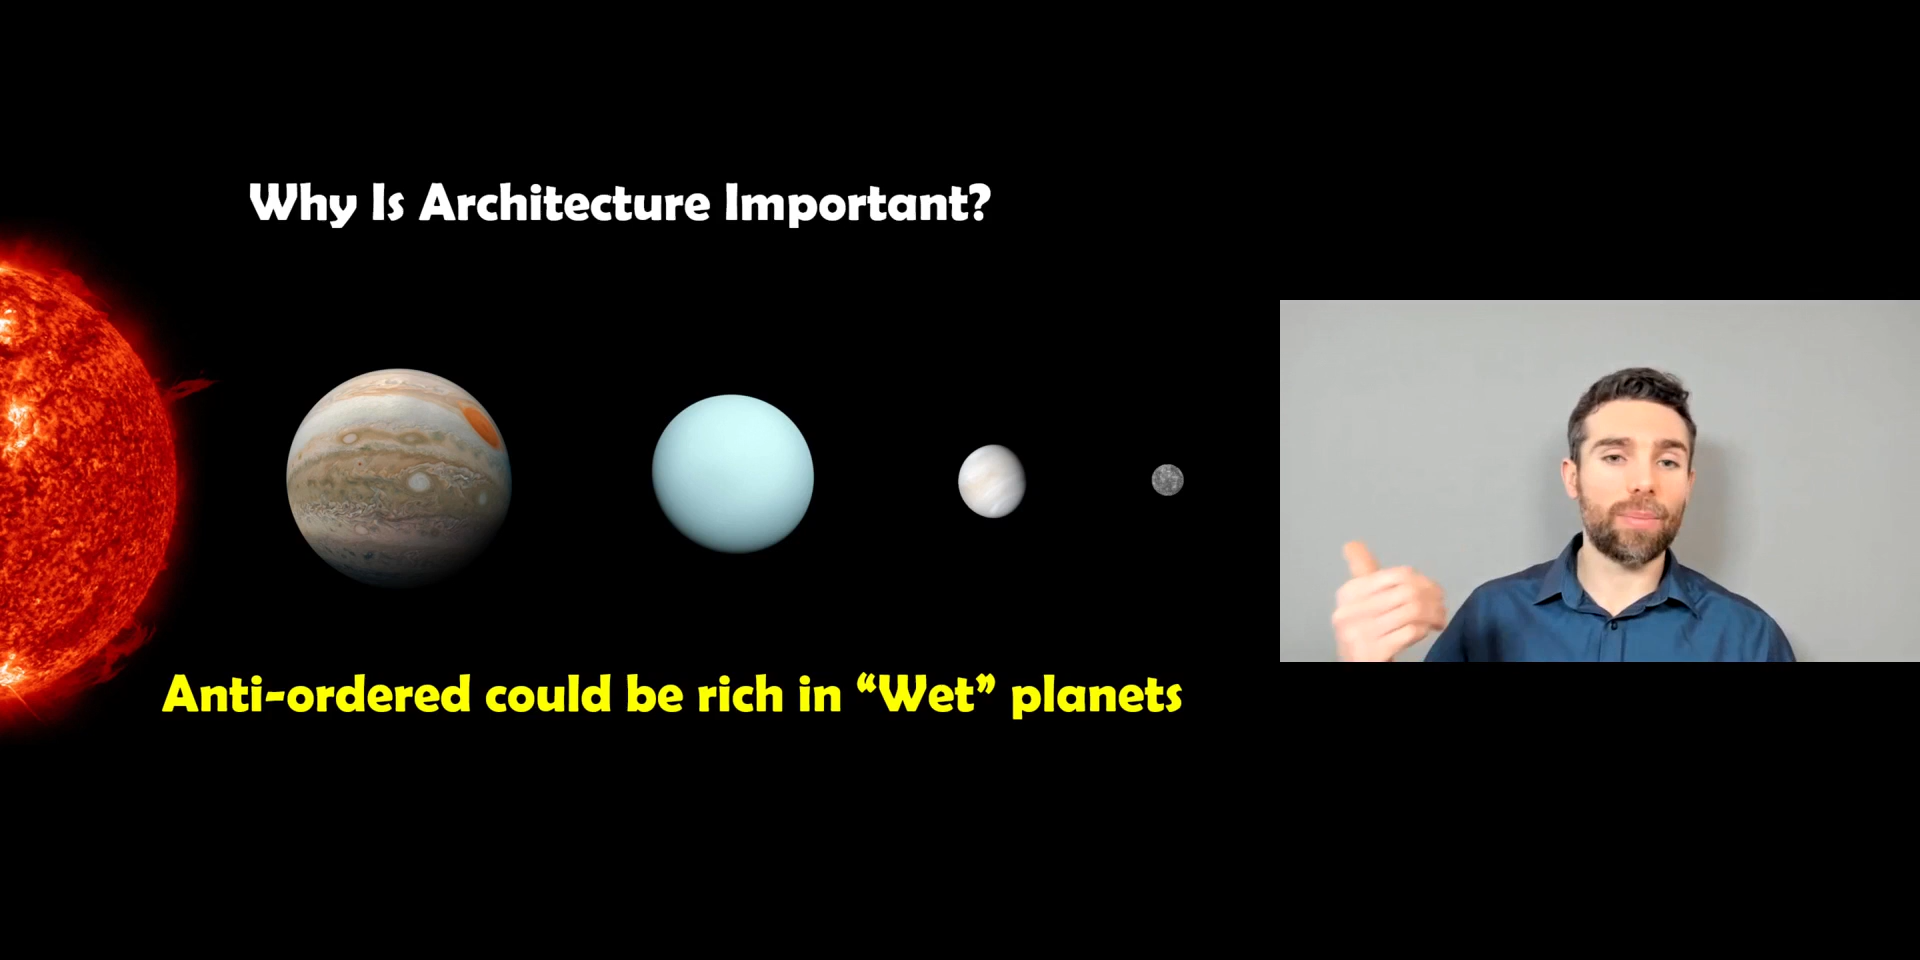 Why Is Architecture Important?
Anti-ordered could be rich in “Wet” planets